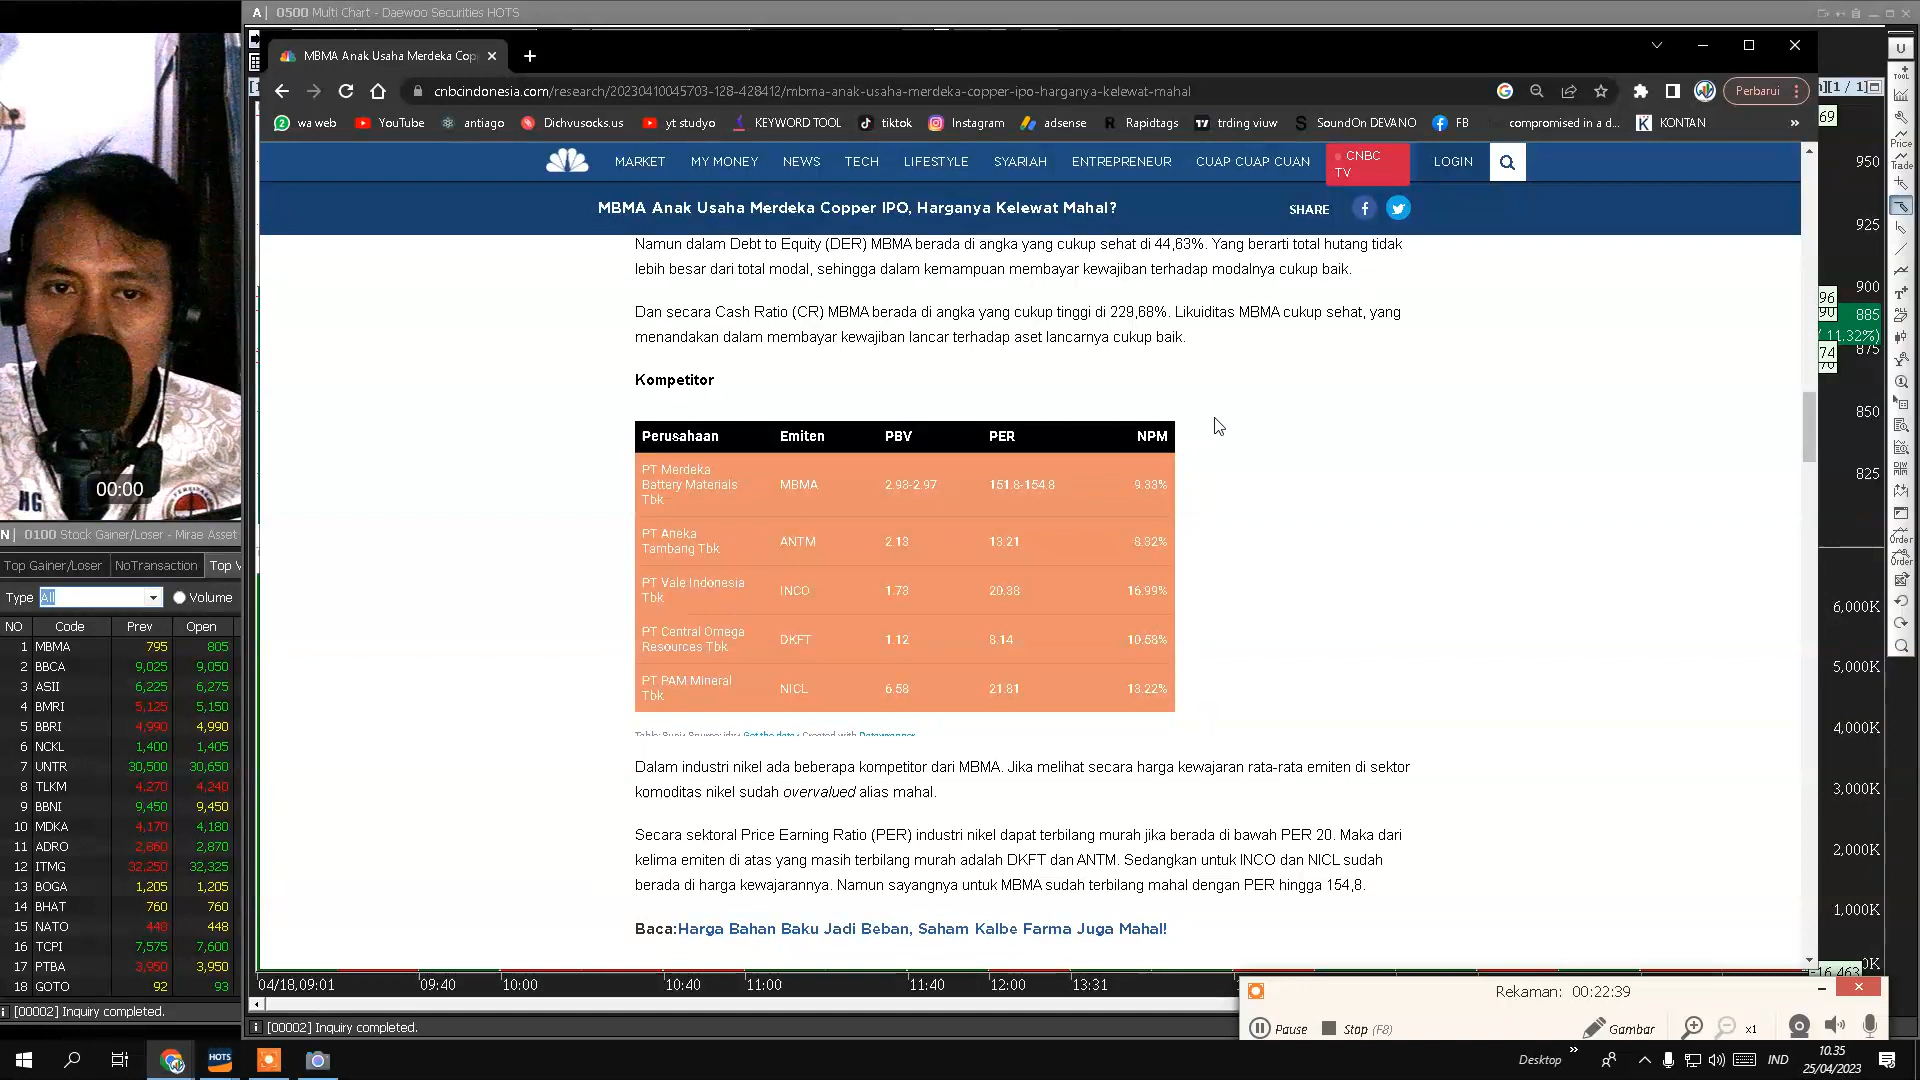 A| 0500 Multi Chart - Daewoo Securities HOTS
MBMA Anak Usaha Merdeka Cop
cnbcindonesia.com/research/20230410045703-128-428412/mbma-anak-usaha-merdeka-copper-ipo-harganya-kelewat-mahal
Perbarui
wa web YouTube antiago Dichvusocks.us yt studyo KEYWORD TOOL tiktok Instagram adsense Rapidtags trding viuw SoundOn DEVANO FB compromised in a d... KONTAN »
MARKET MY MONEY NEWS TECH LIFESTYLE SYARIAH ENTREPRENEUR CUAP CUAP CUAN CNBC TV LOGIN
MBMA Anak Usaha Merdeka Copper IPO, Harganya Kelewat Mahal? SHARE
Namun dalam Debt to Equity (DER) MBMA berada di angka yang cukup sehat di 44,63%. Yang berarti total hutang tidak
lebih besar dari total modal, sehingga dalam kemampuan membayar kewajiban terhadap modalnya cukup baik.
Dan secara Cash Ratio (CR) MBMA berada di angka yang cukup tinggi di 229,68%. Likuiditas MBMA cukup sehat, yang
menandakan dalam membayar kewajiban lancar terhadap aset lancarnya cukup baik.
Kompetitor
Perusahaan Emiten PBV PER NPM
PT Merdeka
Battery Materials
Tbk
MBMA 2.93-2.97 151.8-154.8 9.33%
PT Aneka
Tambang Tbk
ANTM 2.13 13.21 8.32%
PT Vale Indonesia
Tbk
INCO 1.73 20.38 16.99%
PT Central Omega
Resources Tbk
DKFT 1.12 8.14 10.58%
PT PAM Mineral
Tbk
NICL 6.58 21.81 13.22%
Dalam industri nikel ada beberapa kompetitor dari MBMA. Jika melihat secara harga kewajaran rata-rata emiten di sektor
komoditas nikel sudah overvalued alias mahal.
Secara sektoral Price Earning Ratio (PER) industri nikel dapat terbilang murah jika berada di bawah PER 20. Maka dari
kelima emiten di atas yang masih terbilang murah adalah DKFT dan ANTM. Sedangkan untuk INCO dan NICL sudah
berada di harga kewajarannya. Namun sayangnya untuk MBMA sudah terbilang mahal dengan PER hingga 154,8.
Baca:Harga Bahan Baku Jadi Beban, Saham Kalbe Farma Juga Mahal!
HG
00:00
N| 0100 Stock Gainer/Loser - Mirae Asset
Top Gainer/Loser NoTransaction Top V
Type All Volume
NO Code Prev Open
1 MBMA 795 805
2 BBCA 9,025 9,050
3 ASII 6,225 6,275
4 BMRI 5,125 5,150
5 BBRI 4,990 4,990
6 NCKL 1,400 1,405
7 UNTR 30,500 30,650
8 TLKM 4,270 4,240
9 BBNI 9,450 9,450
10 MDKA 4,170 4,180
11 ADRO 2,860 2,870
12 ITMG 32,250 32,325
13 BOGA 1,205 1,205
14 BHAT 760 760
15 NATO 448 448
16 TCPI 7,575 7,600
17 PTBA 3,950 3,950
18 GOTO 92 93
i [00002] Inquiry completed.
04/18,09:01 09:40 10:00 10:40 11:00 11:40 12:00 13:31
i [00002] Inquiry completed.
][1 / 1]
69
950
925
900
96
90
885
11.32%)
875
74
70
850
825
6,000K
5,000K
4,000K
3,000K
2,000K
1,000K
16,463
U
TOOL
Price
Trade
Order
Order
Rekaman: 00:22:39
Pause Stop (F8) Gambar x1
HOTS
Desktop » IND
10.35
25/04/2023